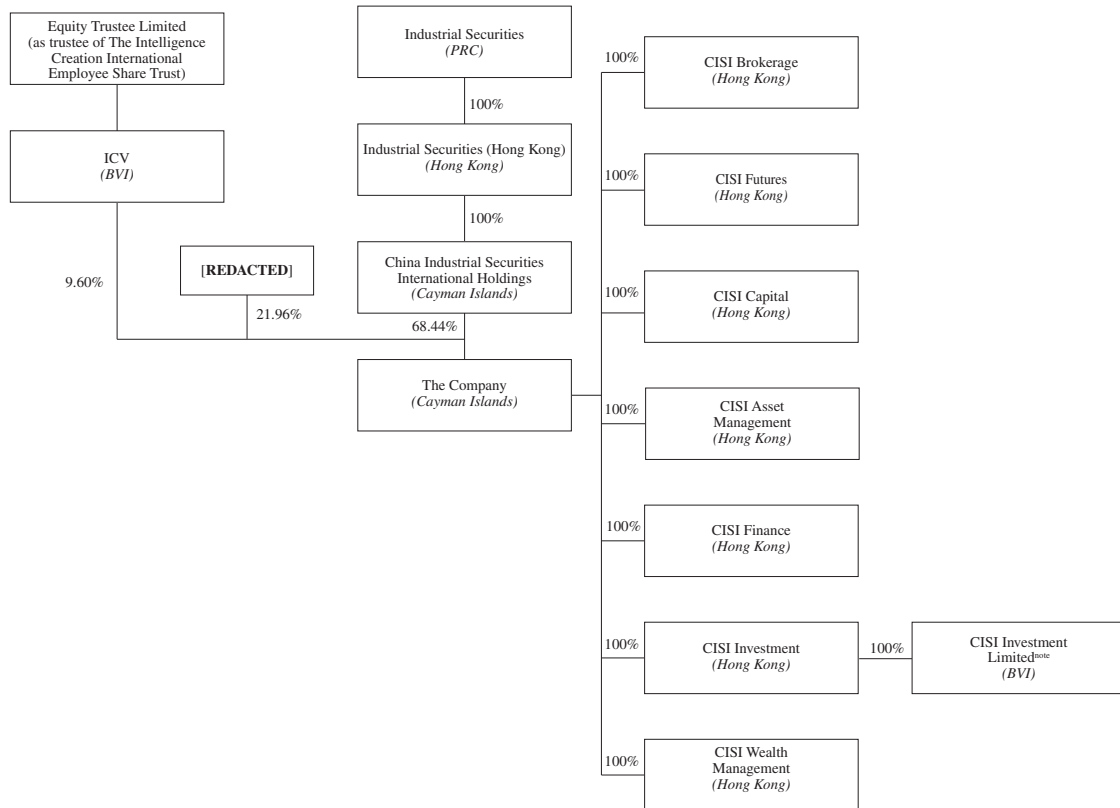 Equity Trustee Limited
(as trustee of The Intelligence
Creation International
Employee Share Trust)
Industrial Securities
(PRC)
100%
CISI Brokerage
(Hong Kong)
100%
ICV
(BVI)
Industrial Securities (Hong Kong)
(Hong Kong)
100%
CISI Futures
(Hong Kong)
100%
9.60%
[REDACTED]
21.96%
China Industrial Securities
International Holdings
(Cayman Islands)
68.44%
100%
CISI Capital
(Hong Kong)
The Company
(Cayman Islands)
100%
CISI Asset
Management
(Hong Kong)
100%
CISI Finance
(Hong Kong)
100%
CISI Investment
(Hong Kong)
100%
CISI Investment
Limitednote
(BVI)
100%
CISI Wealth
Management
(Hong Kong)